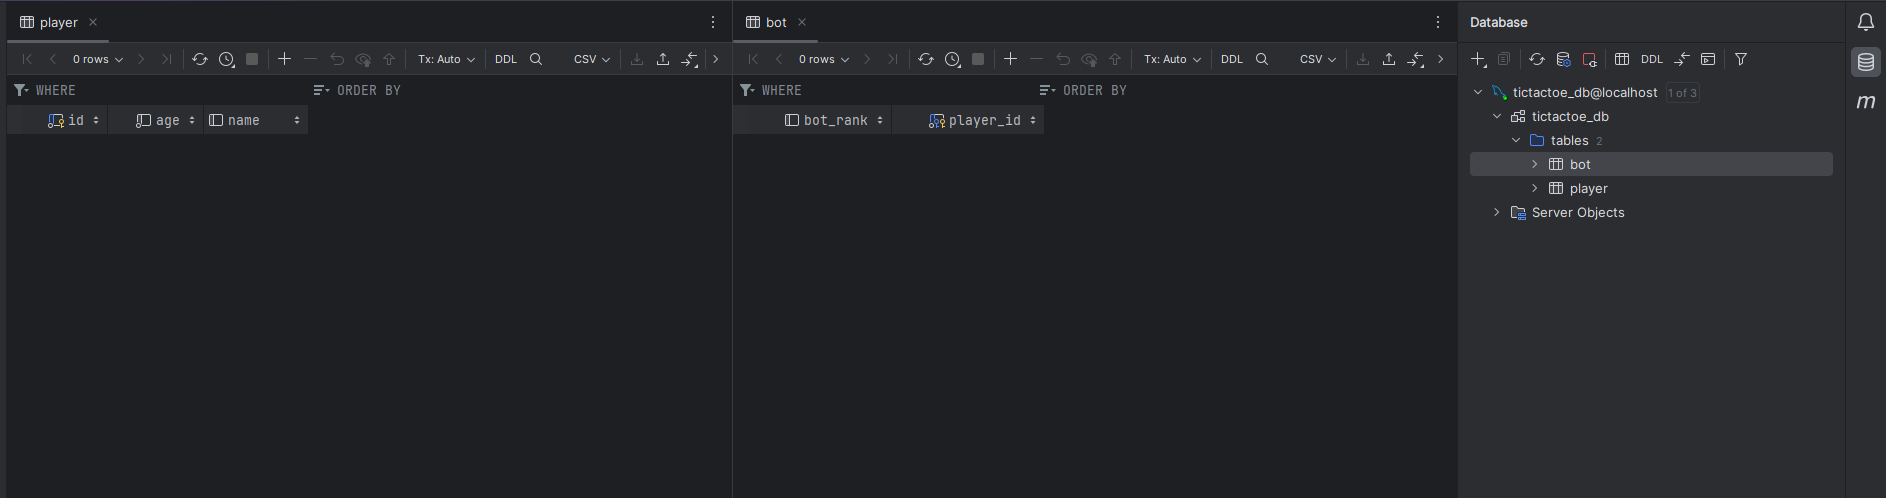 player
0 rows
Tx: Auto
DDL
CSV
WHERE
ORDER BY
id
age
name
bot
0 rows
Tx: Auto
DDL
CSV
WHERE
ORDER BY
bot_rank
player_id
Database
DDL
tictactoe_db@localhost 1 of 3
tictactoe_db
tables 2
bot
player
Server Objects
m